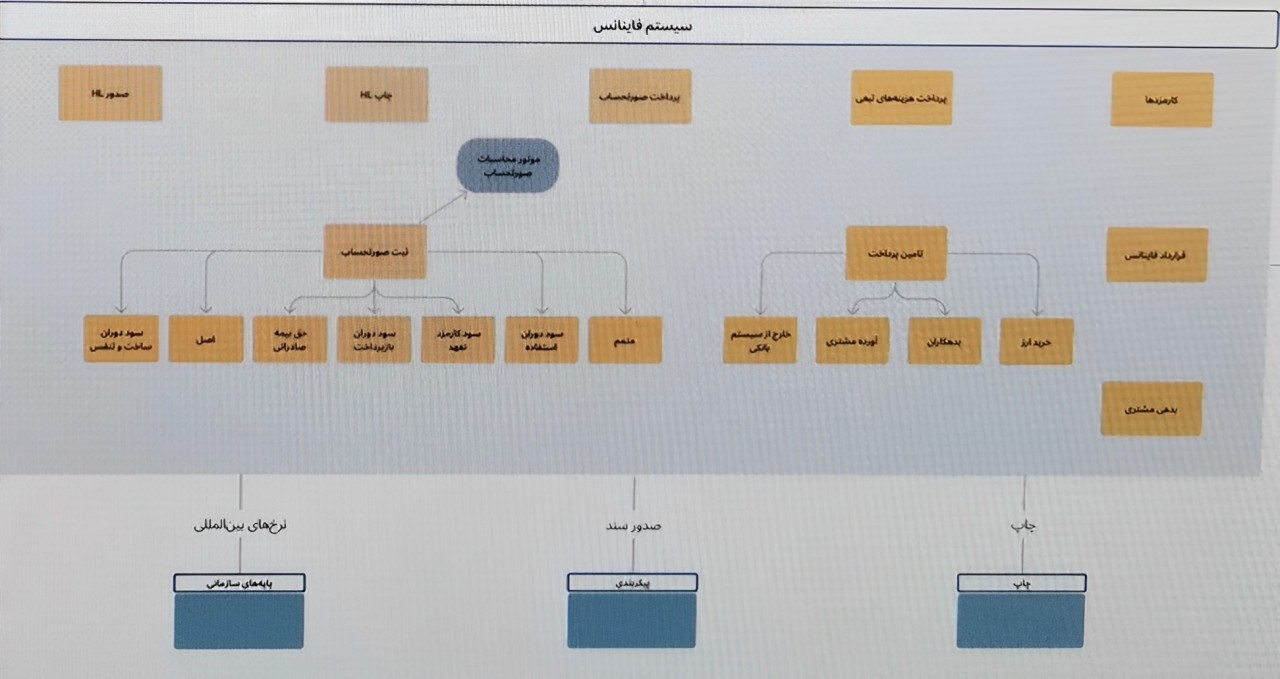 سیستم فاینانس
کارمزدها
پرداخت هزینه‌های تبعی
پرداخت صورتحساب
چاپ HL
صدور HL
موتور محاسبات
صورتحساب
قرارداد فاینانس
تامین پرداخت
ثبت صورتحساب
خرید ارز
بدهکاران
آورده مشتری
خارج از سیستم
بانکی
متمم
سود دوران
استفاده
سود کارمزد
تعهد
سود دوران
بازپرداخت
حق بیمه
صادراتی
اصل
سود دوران
ساخت و تنفس
بدهی مشتری
چاپ
صدور سند
نرخ‌های بین‌المللی
چاپ
پیکربندی
پایه‌های سازمانی